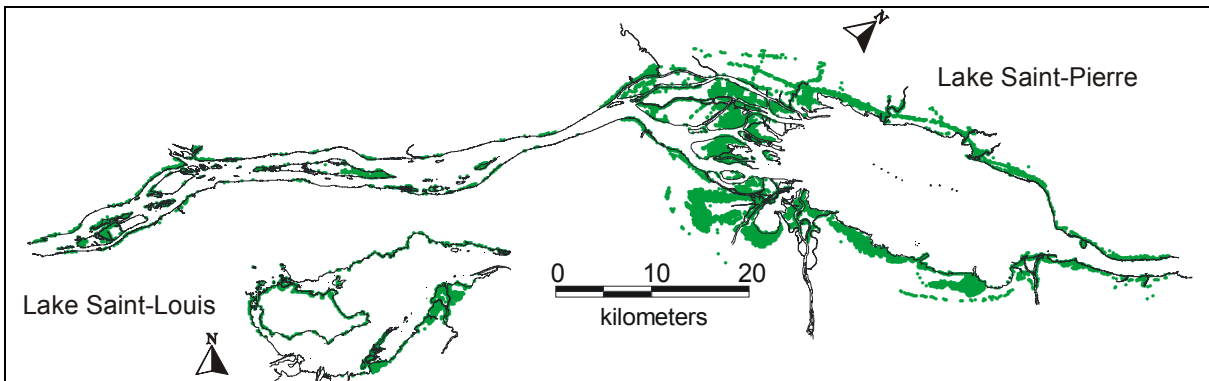 N
Lake Saint-Pierre
Lake Saint-Louis
N
0 10 20
kilometers